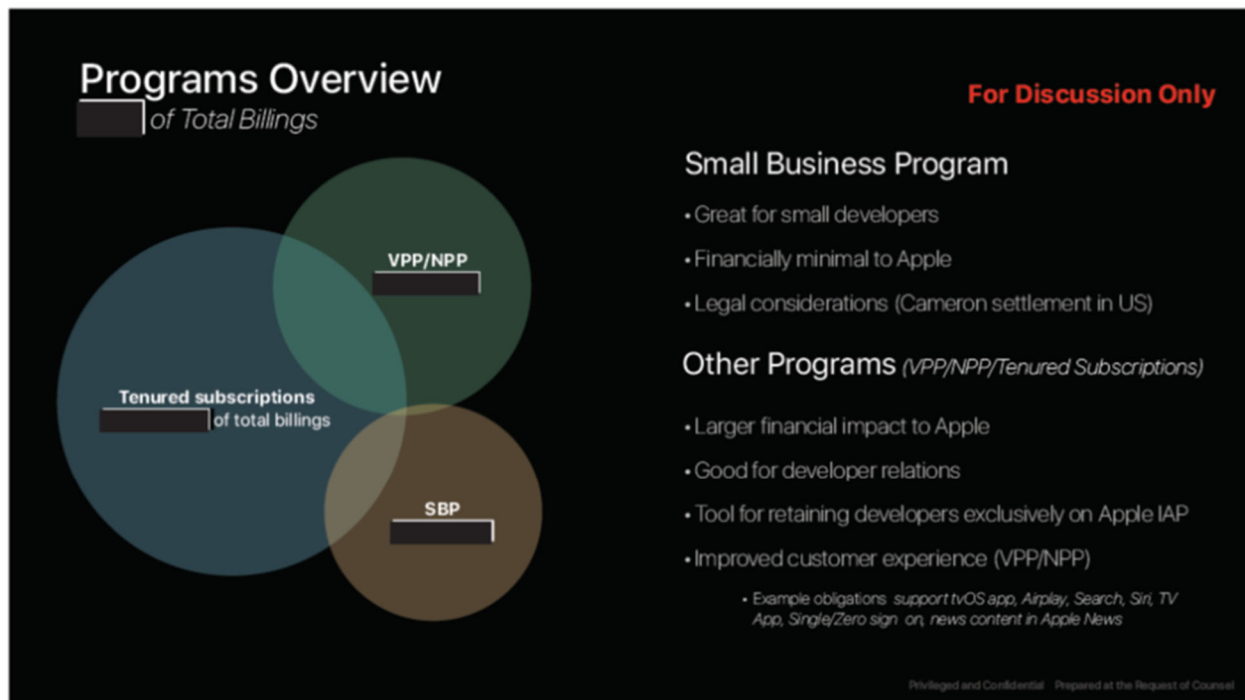 Programs Overview
of Total Billings
For Discussion Only
VPP/NPP
Tenured subscriptions
of total billings
SBP
Small Business Program
• Great for small developers
• Financially minimal to Apple
• Legal considerations (Cameron settlement in US)
Other Programs (VPP/NPP/Tenured Subscriptions)
• Larger financial impact to Apple
• Good for developer relations
• Tool for retaining developers exclusively on Apple IAP
• Improved customer experience (VPP/NPP)
• Example obligations support tvOS app, Airplay, Search, Siri, TV
App, Single/Zero sign on, news content in Apple News
Privileged and Confidential Prepared at the Request of Counsel